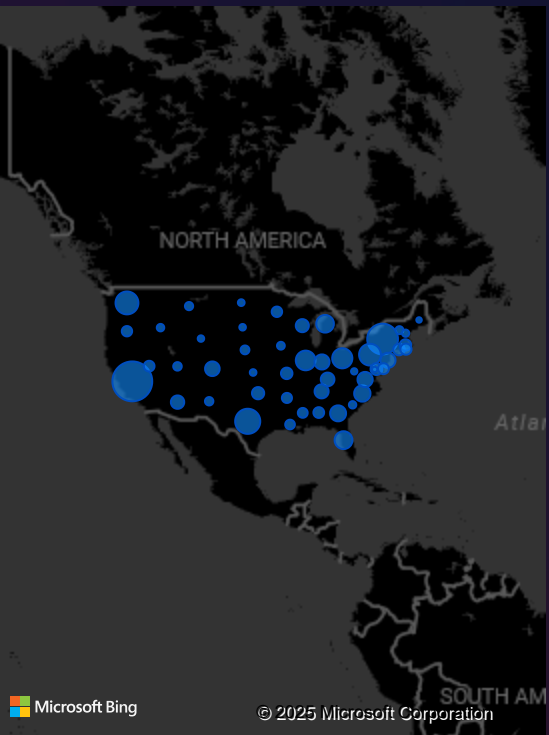 NORTH AMERICA
Atlan
SOUTH AM
Microsoft Bing
© 2025 Microsoft Corporation